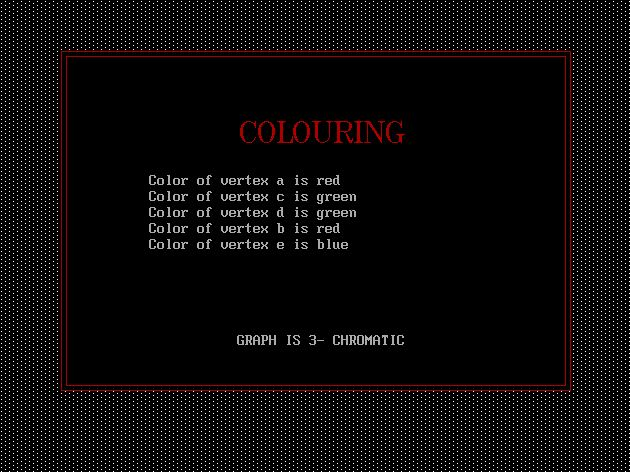 COLOURING
Color of vertex a is red
Color of vertex c is green
Color of vertex d is green
Color of vertex b is red
Color of vertex e is blue
GRAPH IS 3- CHROMATIC